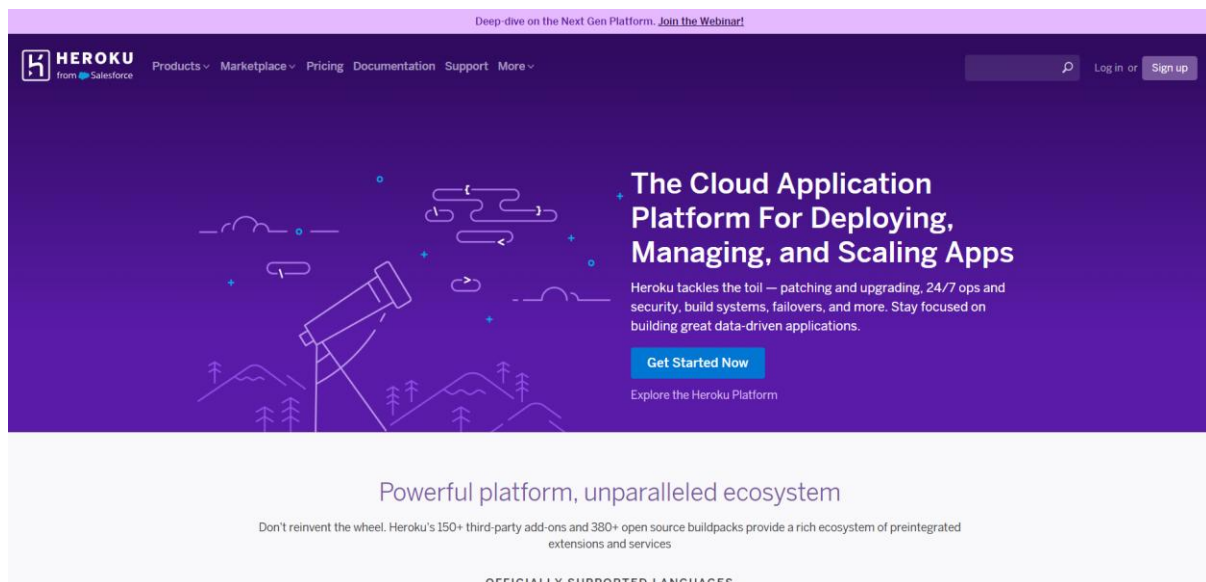 Deep-dive on the Next Gen Platform. Join the Webinar!
HEROKU
from Salesforce
Products Marketplace Pricing Documentation Support More
Log in or Sign up
The Cloud Application
Platform For Deploying,
Managing, and Scaling Apps
Heroku tackles the toil — patching and upgrading, 24/7 ops and
security, build systems, failovers, and more. Stay focused on
building great data-driven applications.
Get Started Now
Explore the Heroku Platform
Powerful platform, unparalleled ecosystem
Don't reinvent the wheel. Heroku's 150+ third-party add-ons and 380+ open source buildpacks provide a rich ecosystem of preintegrated
extensions and services
OFFICIALLY SUPPORTED LANGUAGES